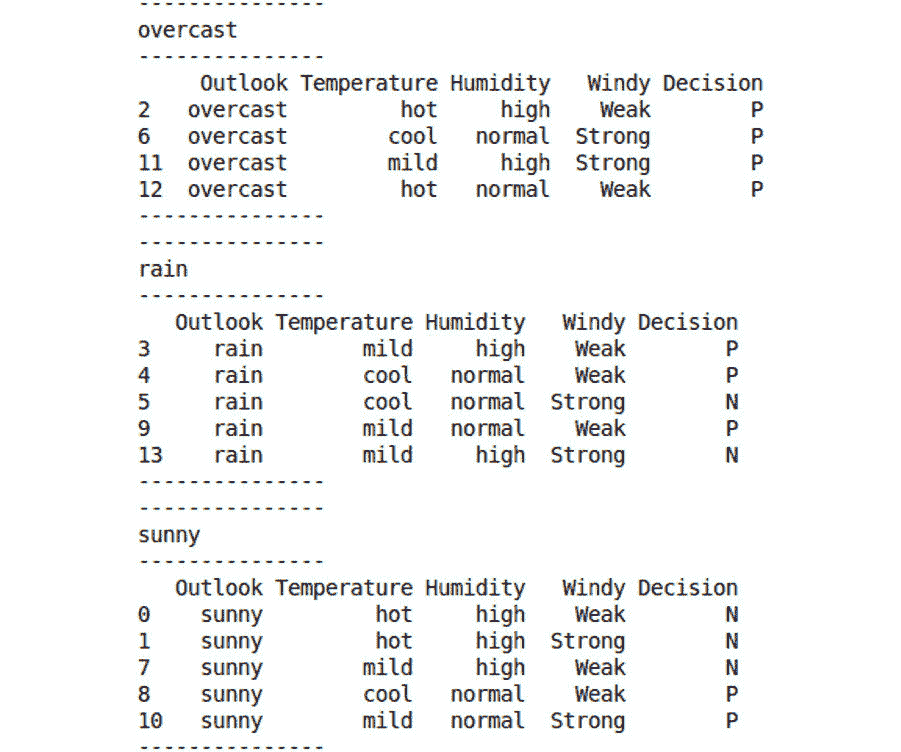 ---------------
overcast
---------------
     Outlook Temperature Humidity   Windy Decision
2   overcast         hot     high    Weak        P
6   overcast        cool   normal  Strong        P
11  overcast        mild     high  Strong        P
12  overcast         hot   normal    Weak        P
---------------
---------------
rain
---------------
   Outlook Temperature Humidity   Windy Decision
3     rain        mild     high    Weak        P
4     rain        cool   normal    Weak        P
5     rain        cool   normal  Strong        N
9     rain        mild   normal    Weak        P
13    rain        mild     high  Strong        N
---------------
---------------
sunny
---------------
   Outlook Temperature Humidity   Windy Decision
0    sunny         hot     high    Weak        N
1    sunny         hot     high  Strong        N
7    sunny        mild     high    Weak        N
8    sunny        cool   normal    Weak        P
10   sunny        mild   normal  Strong        P
---------------